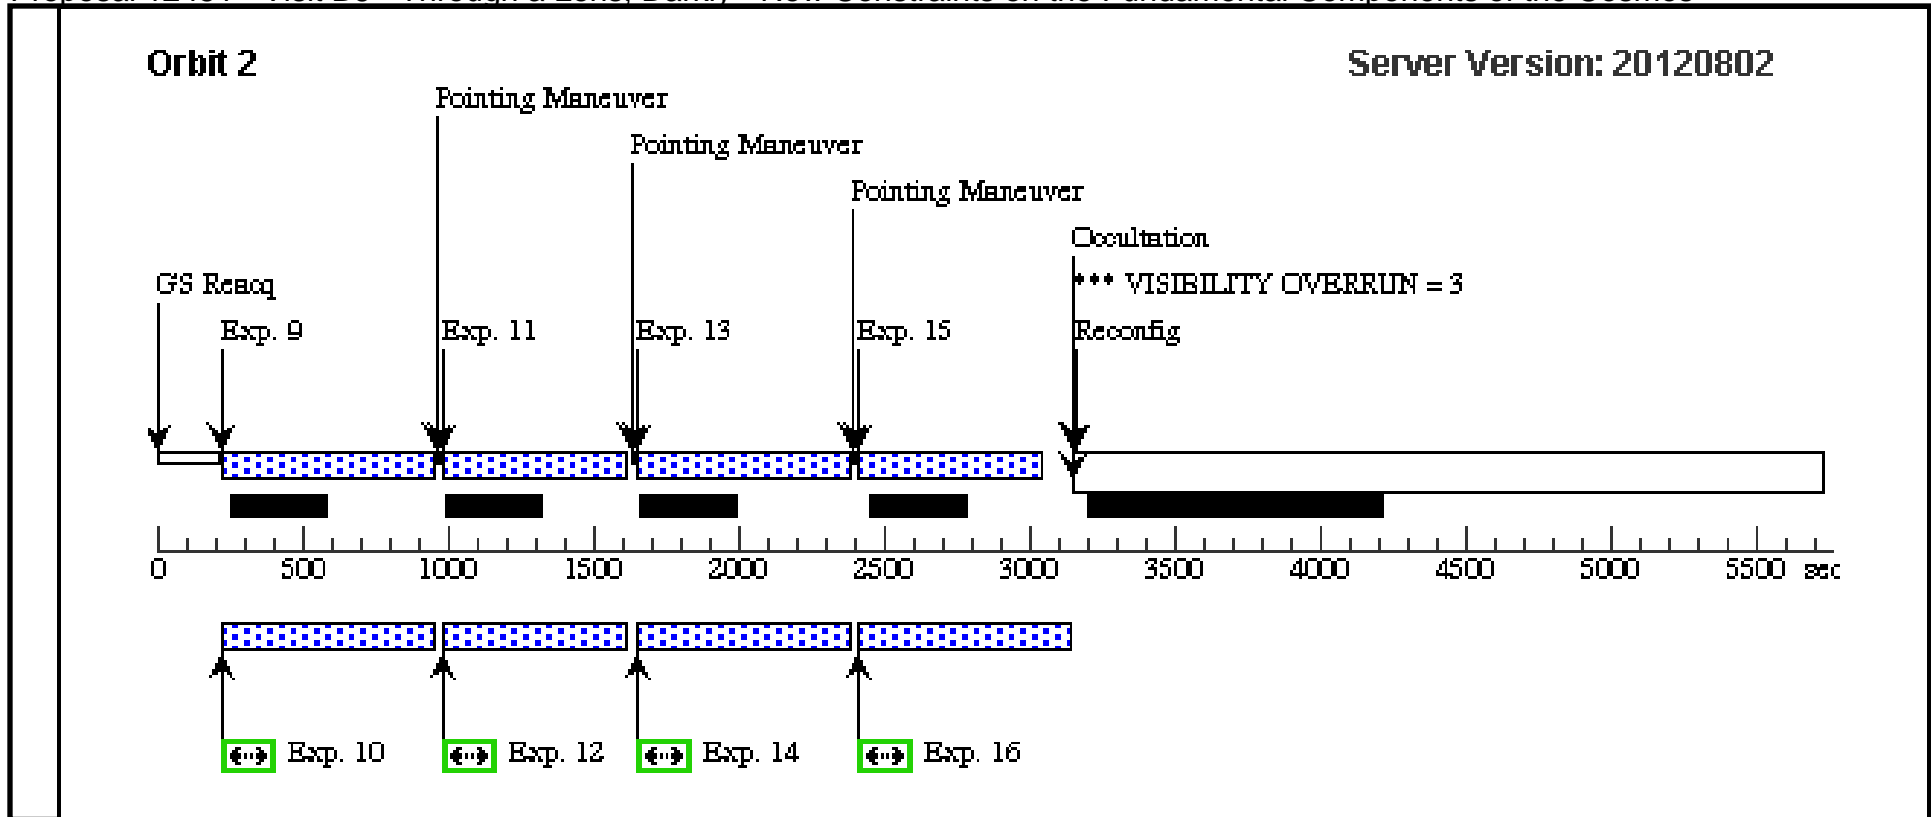 Orbit 2
Server Version: 20120802
Pointing Maneuver
Pointing Maneuver
Pointing Maneuver
Occultation
GS Reacq
*** VISIBILITY OVERRUN = 3
Exp. 9
Exp. 11
Exp. 13
Exp. 15
Reconfig
0 500 1000 1500 2000 2500 3000 3500 4000 4500 5000 5500 sec
Exp. 10
Exp. 12
Exp. 14
Exp. 16